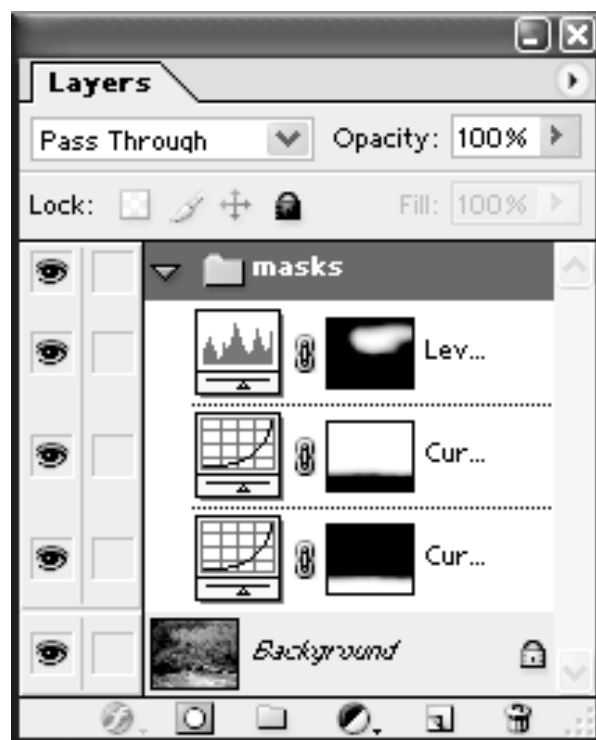 Layers
Pass Through Opacity: 100%
Lock: Fill: 100%
masks
Lev...
Cur...
Cur...
Background